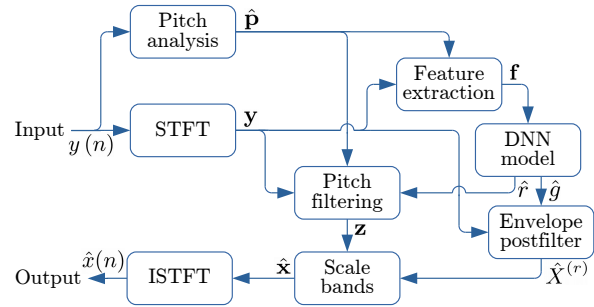 Pitch
analysis
p̂
Feature
extraction
f
Input
y (n)
STFT
y
DNN
model
r̂
ĝ
Pitch
filtering
z
Envelope
postfilter
X̂^(r)
Output
x̂(n)
ISTFT
x̂
Scale
bands